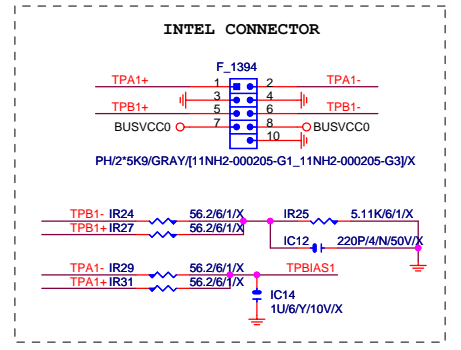 INTEL CONNECTOR
F_1394
TPA1+ 1 2 TPA1-
3 4
TPB1+ 5 6 TPB1-
BUSVCC0 7 8 BUSVCC0
10
PH/2*5K9/GRAY/[11NH2-000205-G1_11NH2-000205-G3]/X
TPB1- IR24 56.2/6/1/X IR25 5.11K/6/1/X
TPB1+ IR27 56.2/6/1/X
IC12 220P/4/N/50V/X
TPA1- IR29 56.2/6/1/X TPBIAS1
TPA1+ IR31 56.2/6/1/X
IC14
1U/6/Y/10V/X